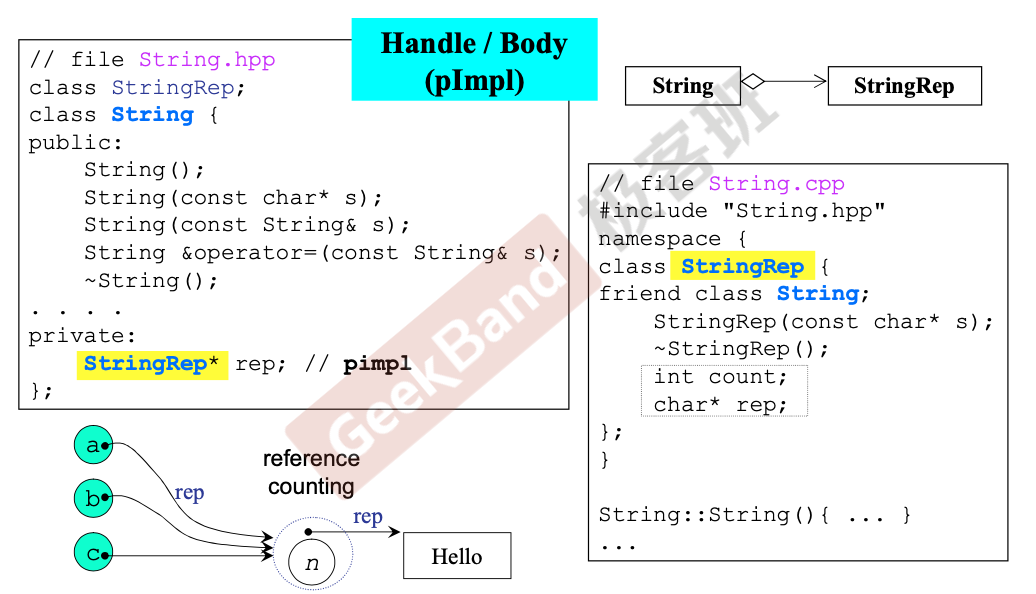 Handle / Body
(pImpl)
// file String.hpp
class StringRep;
class String {
public:
    String();
    String(const char* s);
    String(const String& s);
    String &operator=(const String& s);
    ~String();
. . . .
private:
    StringRep* rep; // pimpl
};
String
StringRep
// file String.cpp
#include "String.hpp"
namespace {
class StringRep {
friend class String;
    StringRep(const char* s);
    ~StringRep();
    int count;
    char* rep;
};
}
String::String(){ ... }
...
a
b
c
rep
reference
counting
n
rep
Hello
GeekBand
极客班